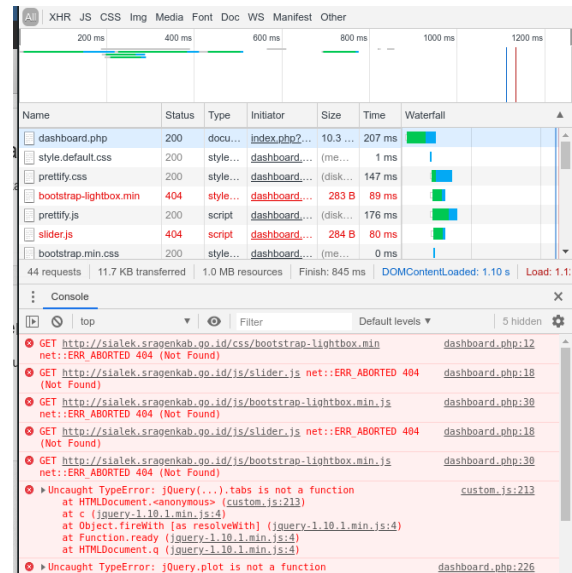 All XHR JS CSS Img Media Font Doc WS Manifest Other
200 ms 400 ms 600 ms 800 ms 1000 ms 1200 ms
Name Status Type Initiator Size Time Waterfall ▲
dashboard.php 200 docu... index.php?... 10.3 ... 207 ms
style.default.css 200 style... dashboard.... (me... 1 ms
prettify.css 200 style... dashboard.... (disk... 147 ms
bootstrap-lightbox.min 404 style... dashboard.... 283 B 89 ms
prettify.js 200 script dashboard.... (disk... 176 ms
slider.js 404 script dashboard.... 284 B 80 ms
bootstrap.min.css 200 style... dashboard.... (me... 0 ms
44 requests 11.7 KB transferred 1.0 MB resources Finish: 845 ms DOMContentLoaded: 1.10 s Load: 1.1
Console
top ▼ Filter Default levels ▼ 5 hidden
GET http://sialek.sragenkab.go.id/css/bootstrap-lightbox.min dashboard.php:12
net::ERR_ABORTED 404 (Not Found)
GET http://sialek.sragenkab.go.id/js/slider.js net::ERR_ABORTED 404 dashboard.php:18
(Not Found)
GET http://sialek.sragenkab.go.id/js/bootstrap-lightbox.min.js dashboard.php:30
net::ERR_ABORTED 404 (Not Found)
GET http://sialek.sragenkab.go.id/js/slider.js net::ERR_ABORTED 404 dashboard.php:18
(Not Found)
GET http://sialek.sragenkab.go.id/js/bootstrap-lightbox.min.js dashboard.php:30
net::ERR_ABORTED 404 (Not Found)
▶Uncaught TypeError: jQuery(...).tabs is not a function custom.js:213
at HTMLDocument.<anonymous> (custom.js:213)
at c (jquery-1.10.1.min.js:4)
at Object.fireWith [as resolveWith] (jquery-1.10.1.min.js:4)
at Function.ready (jquery-1.10.1.min.js:4)
at HTMLDocument.q (jquery-1.10.1.min.js:4)
▶Uncaught TypeError: jQuery.plot is not a function dashboard.php:226